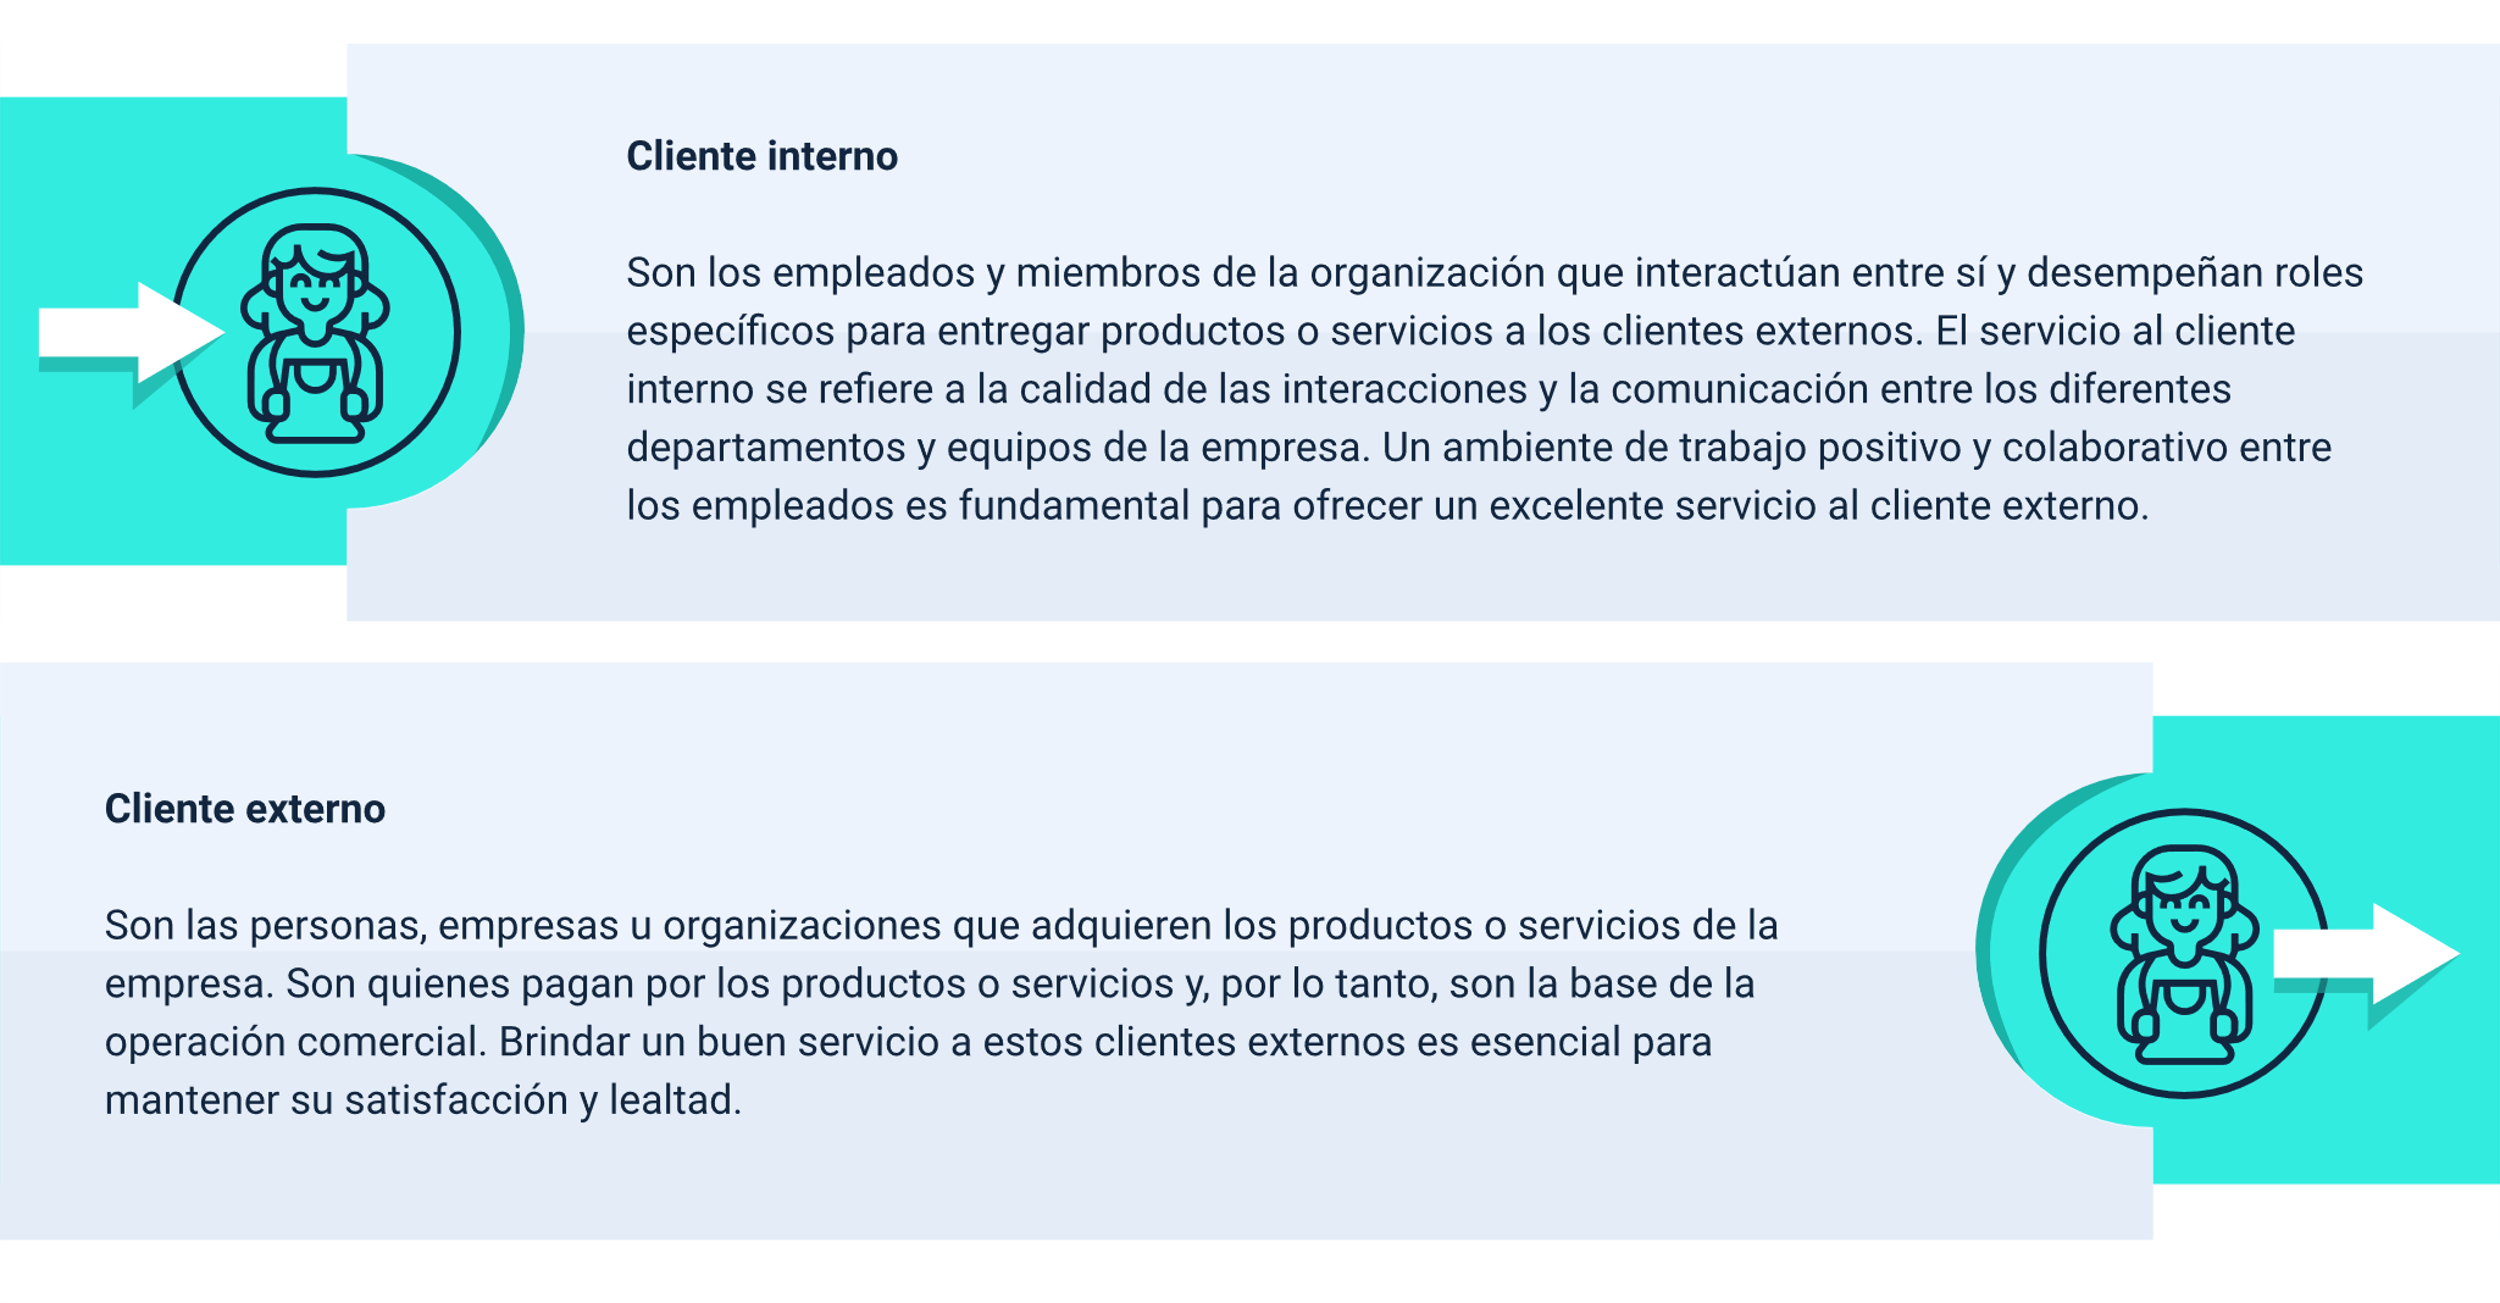 Cliente interno
Son los empleados y miembros de la organización que interactúan entre sí y desempeñan roles
específicos para entregar productos o servicios a los clientes externos. El servicio al cliente
interno se refiere a la calidad de las interacciones y la comunicación entre los diferentes
departamentos y equipos de la empresa. Un ambiente de trabajo positivo y colaborativo entre
los empleados es fundamental para ofrecer un excelente servicio al cliente externo.
Cliente externo
Son las personas, empresas u organizaciones que adquieren los productos o servicios de la
empresa. Son quienes pagan por los productos o servicios y, por lo tanto, son la base de la
operación comercial. Brindar un buen servicio a estos clientes externos es esencial para
mantener su satisfacción y lealtad.